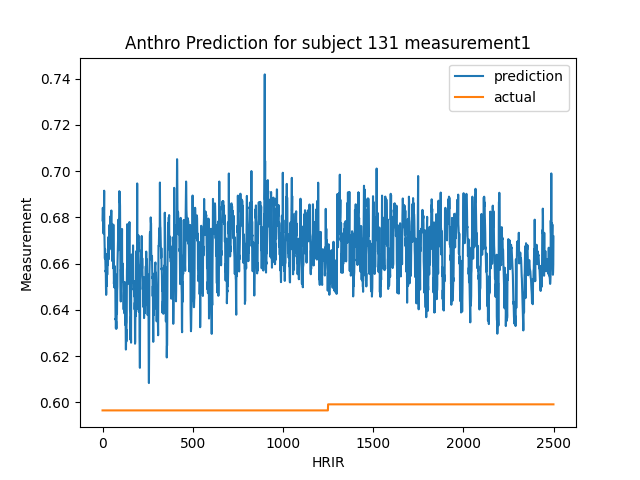 Anthro Prediction for subject 131 measurement1
prediction
actual
Measurement
0.74
0.72
0.70
0.68
0.66
0.64
0.62
0.60
0
500
1000
1500
2000
2500
HRIR